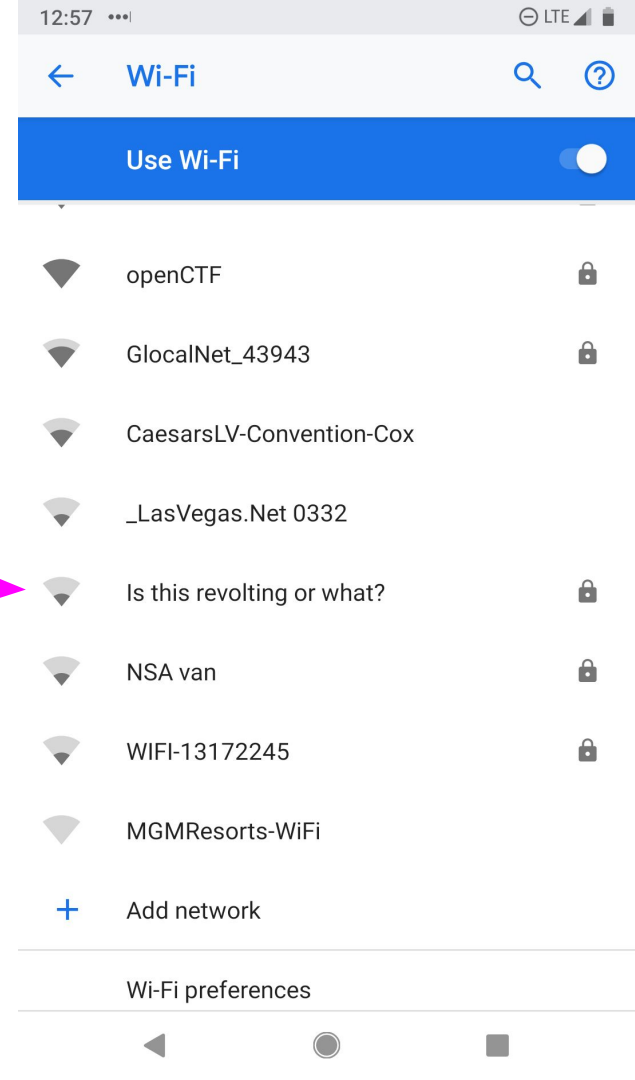 12:57
LTE
Wi-Fi
Use Wi-Fi
openCTF
GlocalNet_43943
CaesarsLV-Convention-Cox
_LasVegas.Net 0332
Is this revolting or what?
NSA van
WIFI-13172245
MGMResorts-WiFi
Add network
Wi-Fi preferences